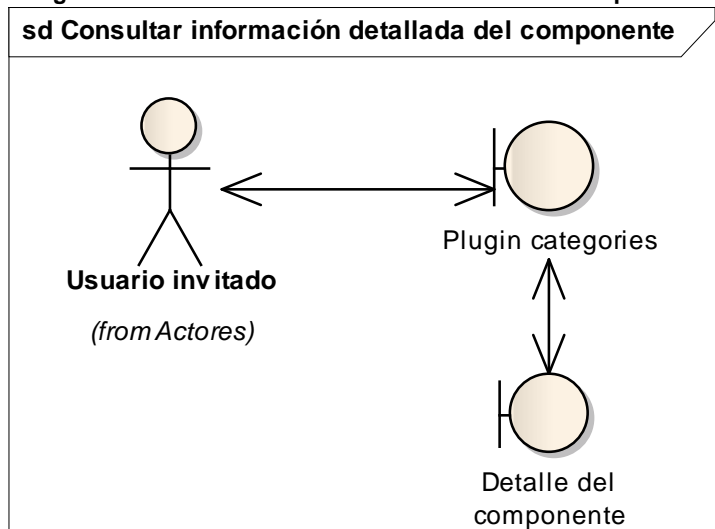 sd Consultar información detallada del componente
Plugin categories
Usuario invitado
(from Actores)
Detalle del
componente